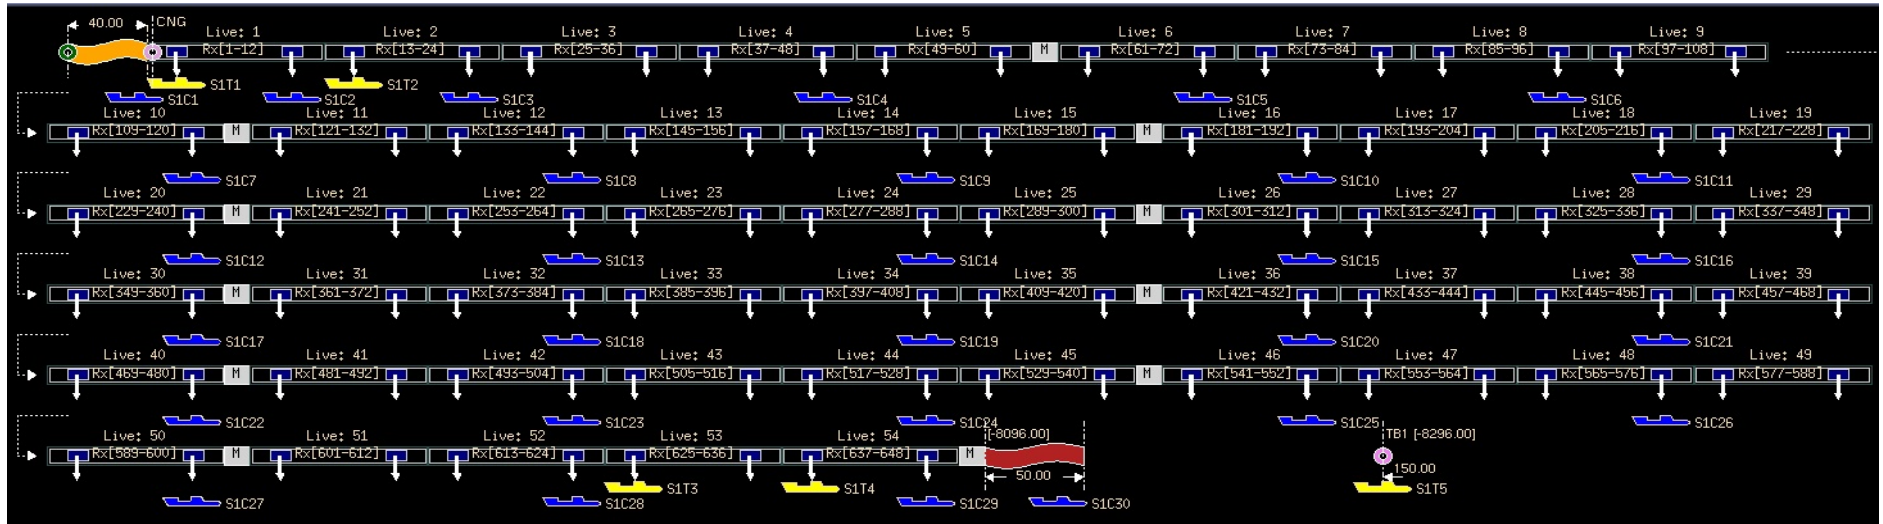 40.00 CNG
Live: 1 Live: 2 Live: 3 Live: 4 Live: 5 Live: 6 Live: 7 Live: 8 Live: 9
Rx[1-12] Rx[13-24] Rx[25-36] Rx[37-48] Rx[49-60] M Rx[61-72] Rx[73-84] Rx[85-96] Rx[97-108]
S1T1 S1T2
S1C1 S1C2 S1C3 S1C4 S1C5 S1C6
Live: 10 Live: 11 Live: 12 Live: 13 Live: 14 Live: 15 Live: 16 Live: 17 Live: 18 Live: 19
Rx[109-120] M Rx[121-132] Rx[133-144] Rx[145-156] Rx[157-168] Rx[169-180] M Rx[181-192] Rx[193-204] Rx[205-216] Rx[217-228]
S1C7 S1C8 S1C9 S1C10 S1C11
Live: 20 Live: 21 Live: 22 Live: 23 Live: 24 Live: 25 Live: 26 Live: 27 Live: 28 Live: 29
Rx[229-240] M Rx[241-252] Rx[253-264] Rx[265-276] Rx[277-288] Rx[289-300] M Rx[301-312] Rx[313-324] Rx[325-336] Rx[337-348]
S1C12 S1C13 S1C14 S1C15 S1C16
Live: 30 Live: 31 Live: 32 Live: 33 Live: 34 Live: 35 Live: 36 Live: 37 Live: 38 Live: 39
Rx[349-360] M Rx[361-372] Rx[373-384] Rx[385-396] Rx[397-408] Rx[409-420] M Rx[421-432] Rx[433-444] Rx[445-456] Rx[457-468]
S1C17 S1C18 S1C19 S1C20 S1C21
Live: 40 Live: 41 Live: 42 Live: 43 Live: 44 Live: 45 Live: 46 Live: 47 Live: 48 Live: 49
Rx[469-480] M Rx[481-492] Rx[493-504] Rx[505-516] Rx[517-528] Rx[529-540] M Rx[541-552] Rx[553-564] Rx[565-576] Rx[577-588]
S1C22 S1C23 S1C24 S1C25 S1C26
Live: 50 Live: 51 Live: 52 Live: 53 Live: 54 [-8096.00] TB1 [-8296.00]
Rx[589-600] M Rx[601-612] Rx[613-624] Rx[625-636] Rx[637-648] M
50.00 150.00
S1T3 S1T4 S1T5
S1C27 S1C28 S1C29 S1C30